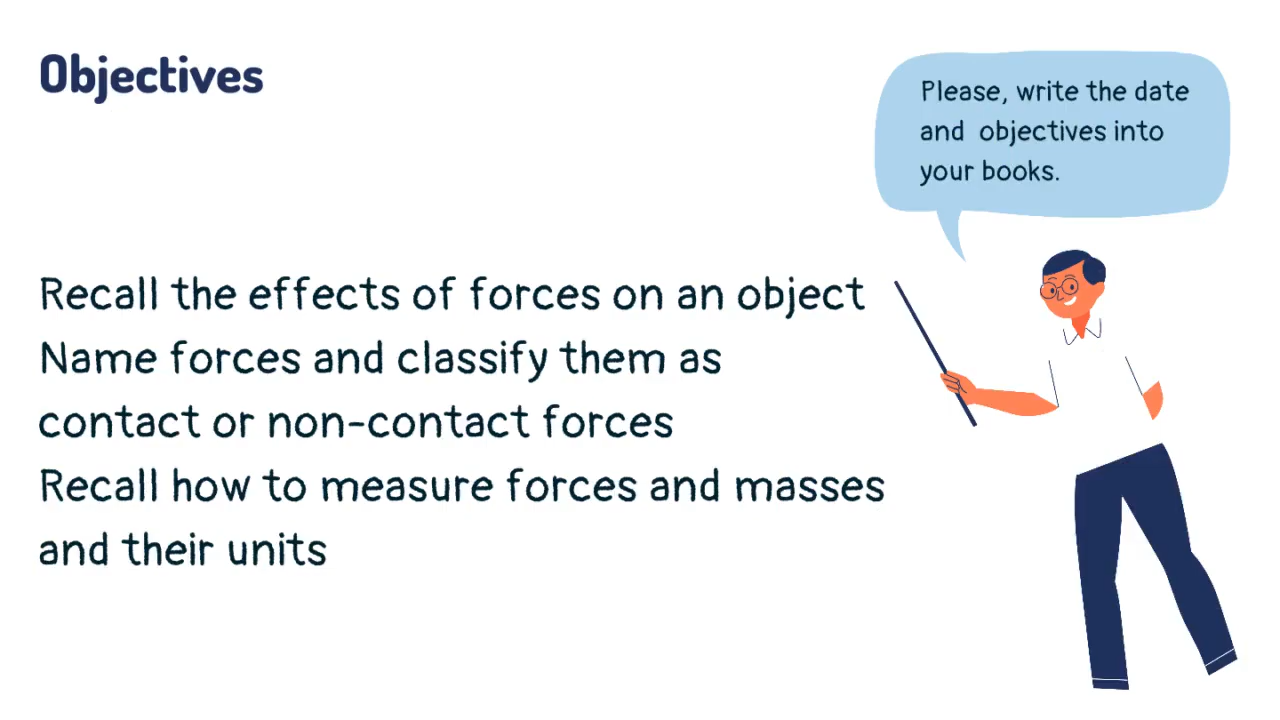 Objectives
Please, write the date
and objectives into
your books.
Recall the effects of forces on an object
Name forces and classify them as
contact or non-contact forces
Recall how to measure forces and masses
and their units